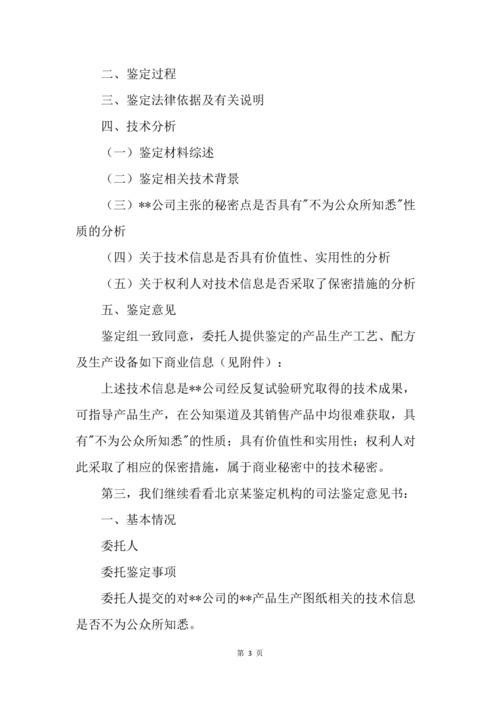 二、鉴定过程
三、鉴定法律依据及有关说明
四、技术分析
（一）鉴定材料综述
（二）鉴定相关技术背景
（三）**公司主张的秘密点是否具有"不为公众所知悉"性
质的分析
（四）关于技术信息是否具有价值性、实用性的分析
（五）关于权利人对技术信息是否采取了保密措施的分析
五、鉴定意见
鉴定组一致同意，委托人提供鉴定的产品生产工艺、配方
及生产设备如下商业信息（见附件）：
上述技术信息是**公司经反复试验研究取得的技术成果，
可指导产品生产，在公知渠道及其销售产品中均很难获取，具
有"不为公众所知悉"的性质；具有价值性和实用性；权利人对
此采取了相应的保密措施，属于商业秘密中的技术秘密。
第三，我们继续看看北京某鉴定机构的司法鉴定意见书：
一、基本情况
委托人
委托鉴定事项
委托人提交的对**公司的**产品生产图纸相关的技术信息
是否不为公众所知悉。
第 3 页